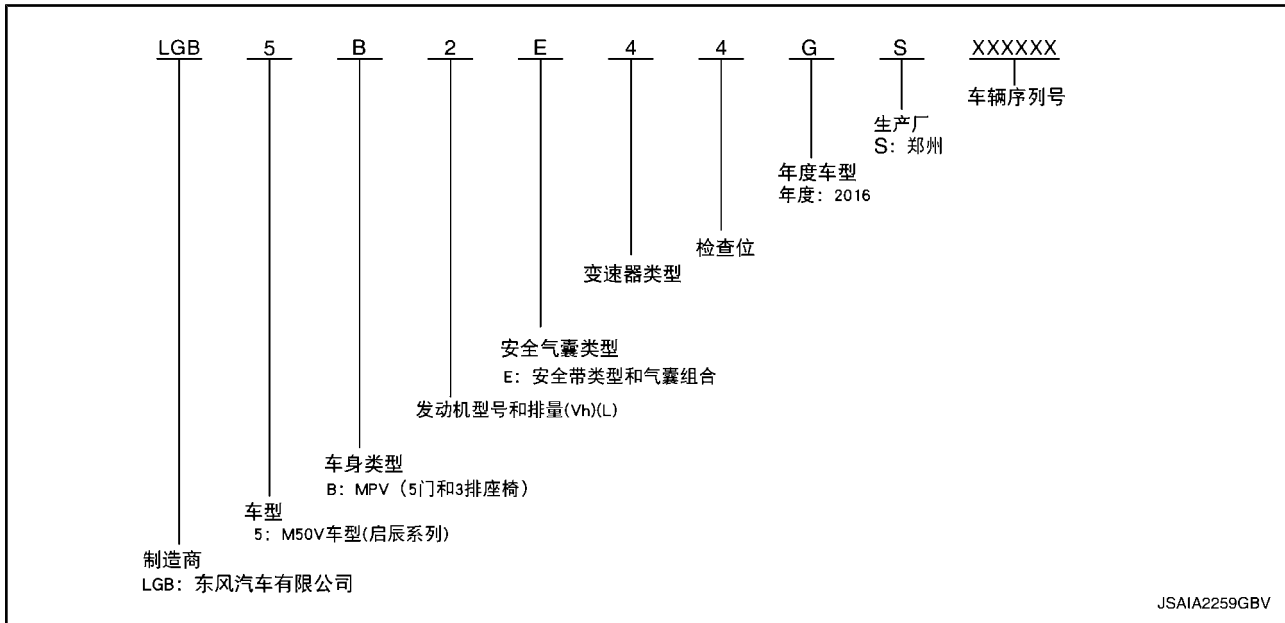 LGB 5 B 2 E 4 4 G S XXXXXX
车辆序列号
生产厂
S: 郑州
年度车型
年度: 2016
检查位
变速器类型
安全气囊类型
E: 安全带类型和气囊组合
发动机型号和排量(Vh)(L)
车身类型
B: MPV (5门和3排座椅)
车型
5: M50V车型(启辰系列)
制造商
LGB: 东风汽车有限公司
JSAIA2259GBV